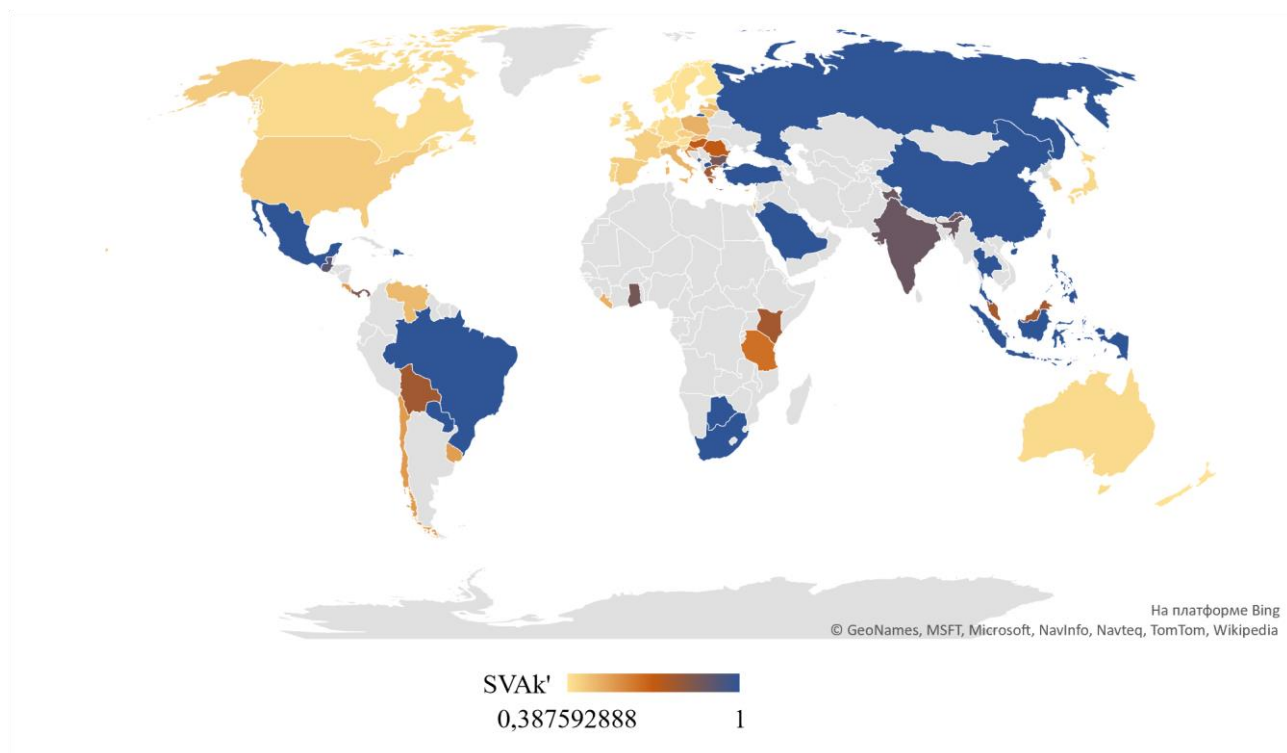 На платформе Bing
© GeoNames, MSFT, Microsoft, NavInfo, Navteq, TomTom, Wikipedia
SVAk'
0,387592888 1